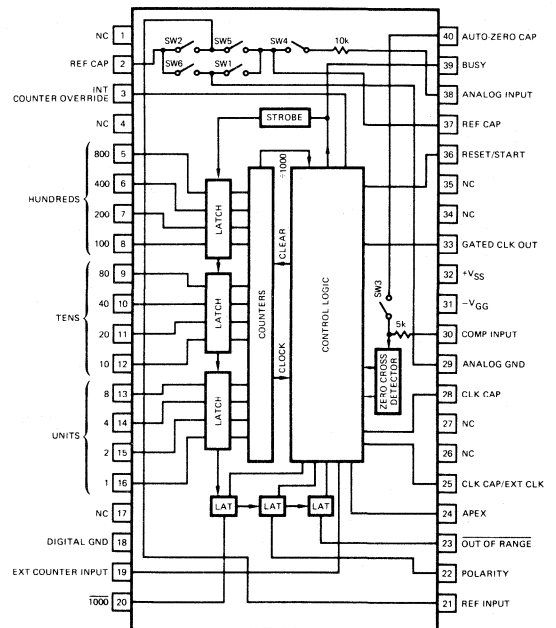 NC 1
REF CAP 2
INT
COUNTER OVERRIDE 3
NC 4
HUNDREDS
800 5
400 6
200 7
100 8
TENS
80 9
40 10
20 11
10 12
UNITS
8 13
4 14
2 15
1 16
NC 17
DIGITAL GND 18
EXT COUNTER INPUT 19
1000 20
SW2
SW5
SW4
10k
SW6
SW1
STROBE
÷1000
LATCH
LATCH
LATCH
COUNTERS
CLEAR
CLOCK
CONTROL LOGIC
SW3
5k
ZERO CROSS
DETECTOR
LAT
LAT
LAT
40 AUTO-ZERO CAP
39 BUSY
38 ANALOG INPUT
37 REF CAP
36 RESET/START
35 NC
34 NC
33 GATED CLK OUT
32 +VSS
31 −VGG
30 COMP INPUT
29 ANALOG GND
28 CLK CAP
27 NC
26 NC
25 CLK CAP/EXT CLK
24 APEX
23 OUT OF RANGE
22 POLARITY
21 REF INPUT